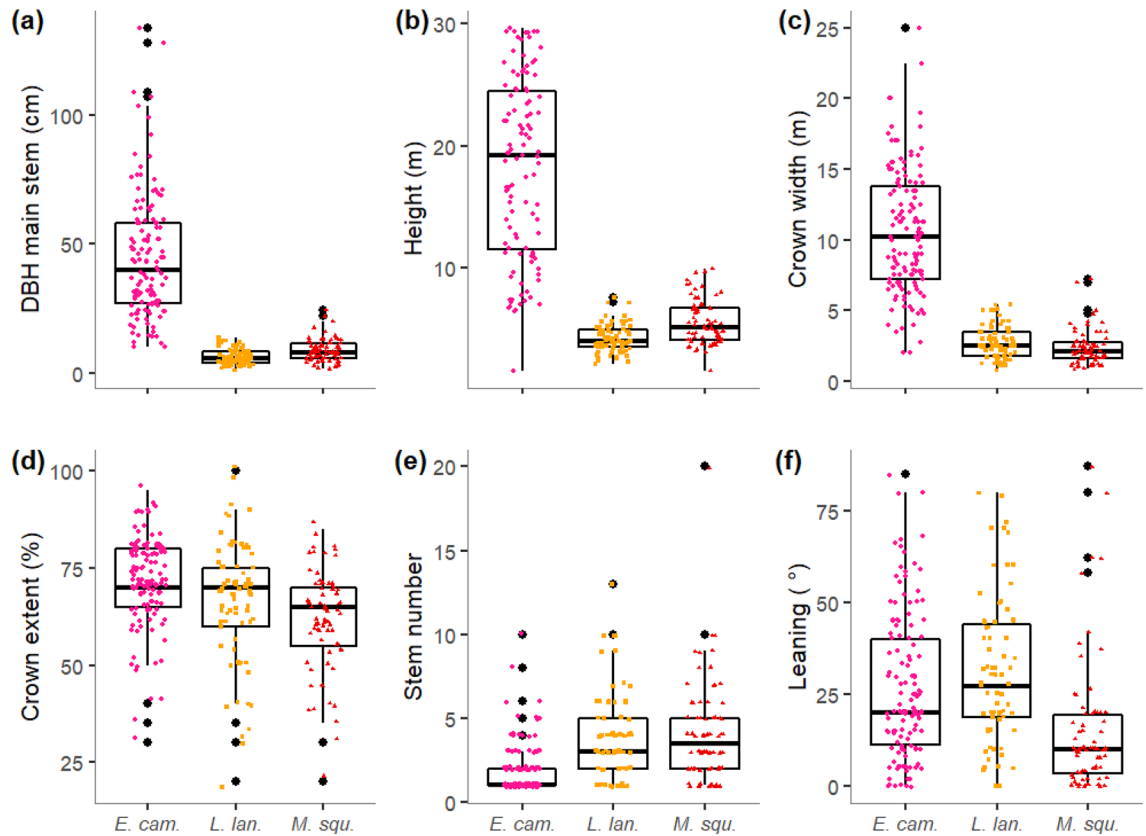 (a)
DBH main stem (cm)
100
50
0
(b)
Height (m)
30
20
10
(c)
Crown width (m)
25
20
15
10
5
0
(d)
Crown extent (%)
100
75
50
25
E. cam.
L. lan.
M. squ.
(e)
Stem number
20
15
10
5
0
E. cam.
L. lan.
M. squ.
(f)
Leaning ( °)
75
50
25
0
E. cam.
L. lan.
M. squ.